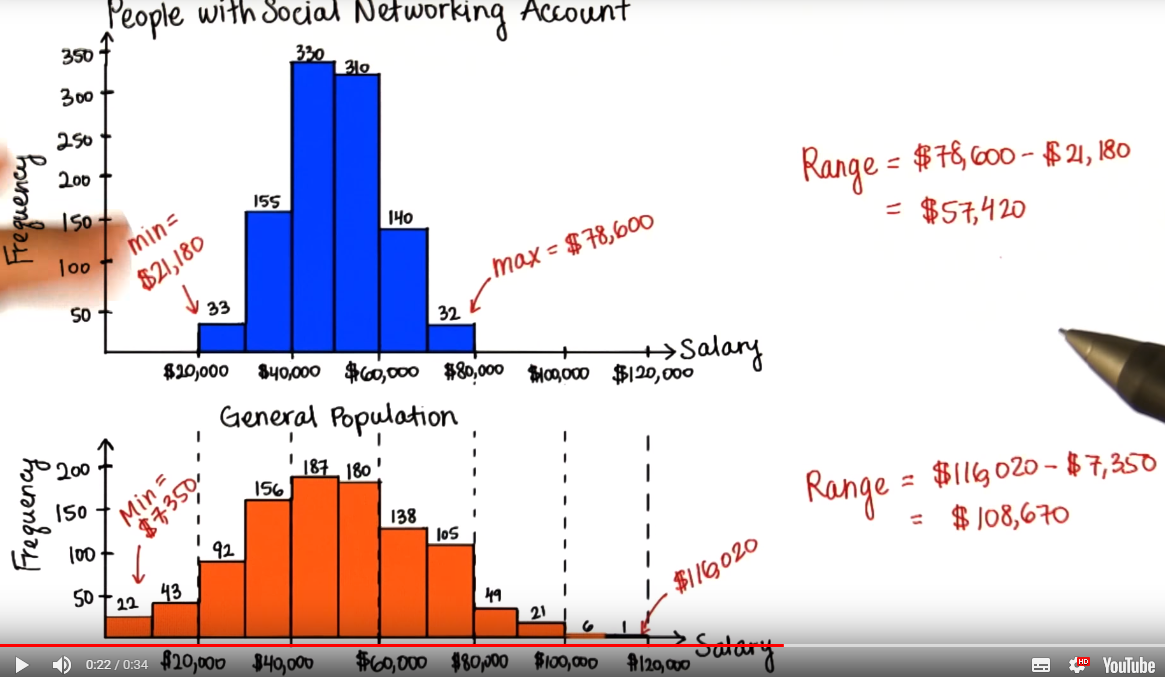 People with Social Networking Account
350
300
250
200
150
100
50
Frequency
330
310
155
140
33
32
min =
$21,180
max = $78,600
Range = $78,600 - $21,180
= $57,420
$20,000 $40,000 $60,000 $80,000 $100,000 $120,000
Salary
General Population
200
150
100
50
Frequency
187
180
156
138
105
92
43
22
49
21
6
1
Min =
$7,350
$116,020
Range = $116,020 - $7,350
= $108,670
Salary
$20,000 $40,000 $60,000 $80,000 $100,000 $120,000
0:22 / 0:34
HD
YouTube